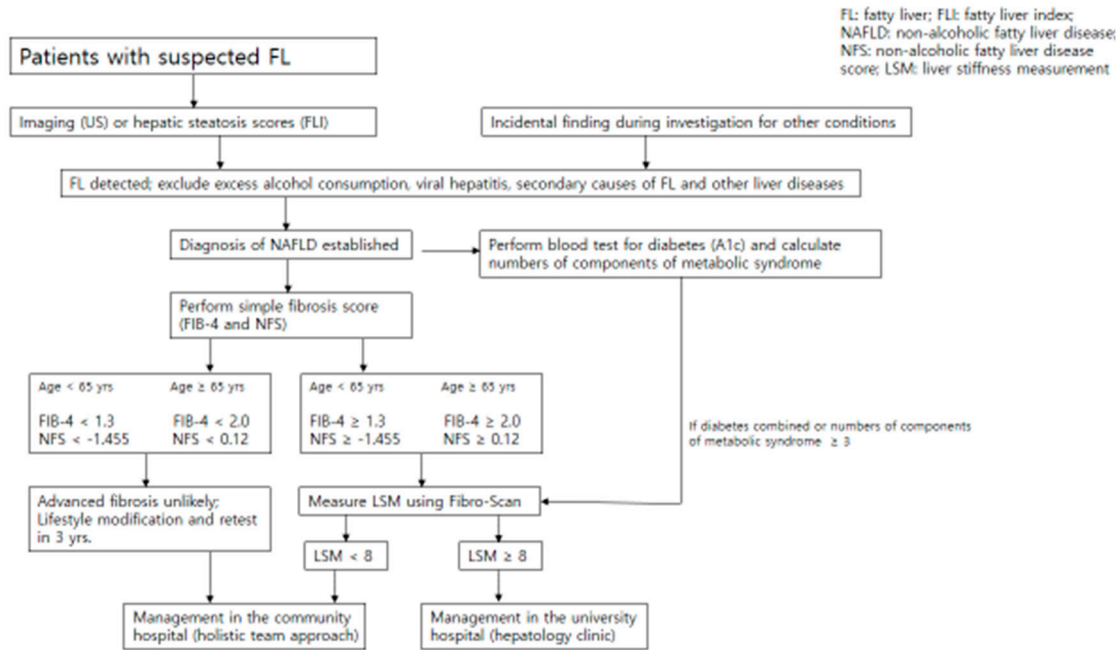 FL: fatty liver; FLI: fatty liver index;
NAFLD: non-alcoholic fatty liver disease;
NFS: non-alcoholic fatty liver disease
score; LSM: liver stiffness measurement
Patients with suspected FL
Imaging (US) or hepatic steatosis scores (FLI)
Incidental finding during investigation for other conditions
FL detected; exclude excess alcohol consumption, viral hepatitis, secondary causes of FL and other liver diseases
Diagnosis of NAFLD established
Perform blood test for diabetes (A1c) and calculate
numbers of components of metabolic syndrome
Perform simple fibrosis score
(FIB-4 and NFS)
Age < 65 yrs Age ≥ 65 yrs
FIB-4 < 1.3 FIB-4 < 2.0
NFS < -1.455 NFS < 0.12
Age < 65 yrs Age ≥ 65 yrs
FIB-4 ≥ 1.3 FIB-4 ≥ 2.0
NFS ≥ -1.455 NFS ≥ 0.12
If diabetes combined or numbers of components
of metabolic syndrome ≥ 3
Advanced fibrosis unlikely;
Lifestyle modification and retest
in 3 yrs.
Measure LSM using Fibro-Scan
LSM < 8
LSM ≥ 8
Management in the community
hospital (holistic team approach)
Management in the university
hospital (hepatology clinic)